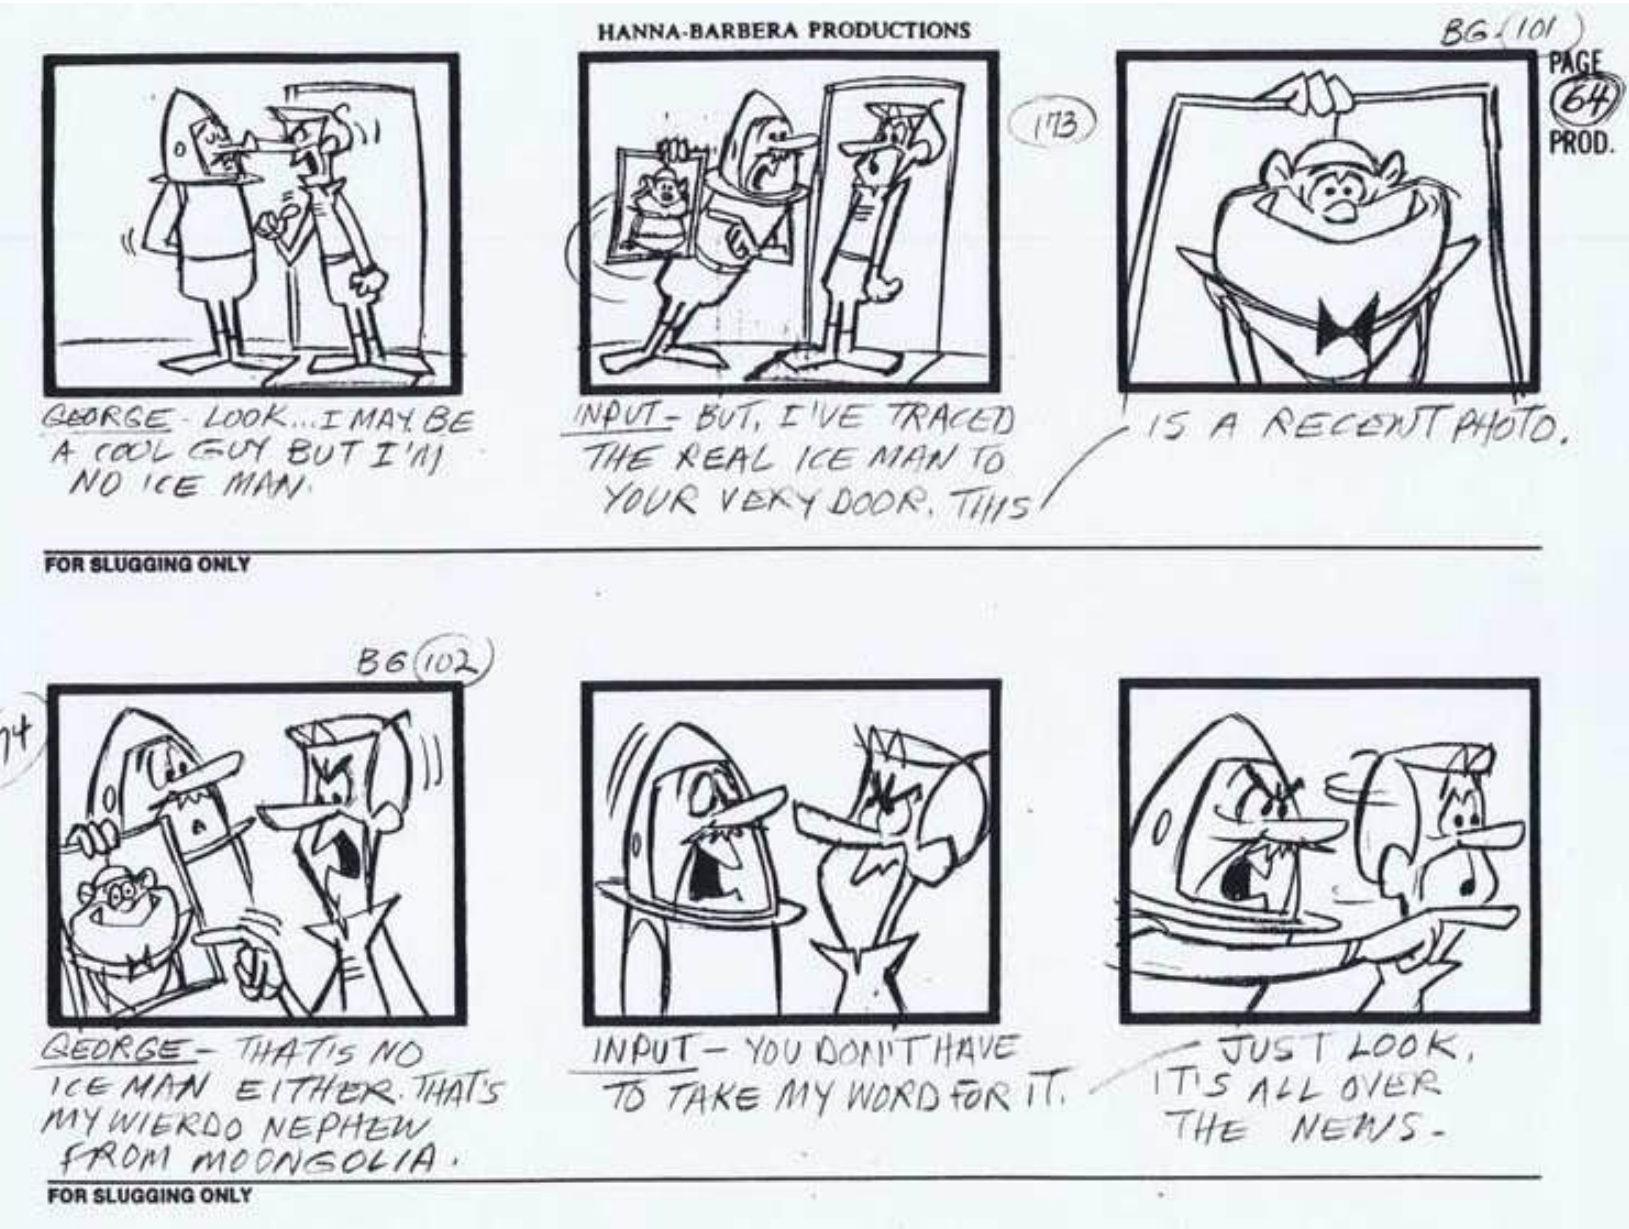 HANNA-BARBERA PRODUCTIONS
BG. 101
PAGE
64
PROD.
173
GEORGE - LOOK... I MAY BE
A COOL GUY BUT I'M
NO ICE MAN.
INPUT - BUT, I'VE TRACED
THE REAL ICE MAN TO
YOUR VERY DOOR. THIS
IS A RECENT PHOTO.
FOR SLUGGING ONLY
BG 102
74
GEORGE - THAT'S NO
ICE MAN EITHER. THAT'S
MY WIERDO NEPHEW
FROM MOONGOLIA.
INPUT - YOU DON'T HAVE
TO TAKE MY WORD FOR IT.
- JUST LOOK,
IT'S ALL OVER
THE NEWS -
FOR SLUGGING ONLY